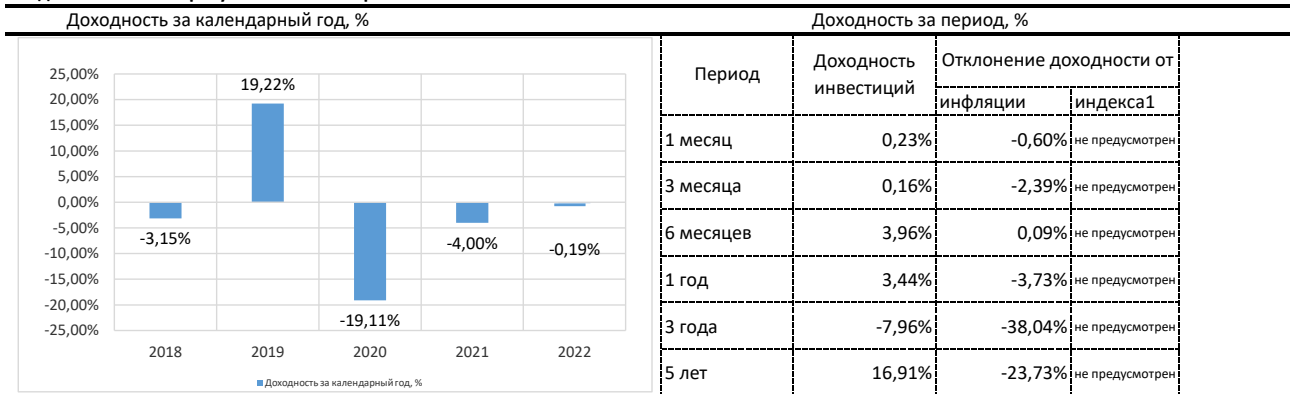 Доходность за календарный год, %
Доходность за период, %
25,00%
20,00%
15,00%
10,00%
5,00%
0,00%
-5,00%
-10,00%
-15,00%
-20,00%
-25,00%
-3,15%
19,22%
-19,11%
-4,00%
-0,19%
2018 2019 2020 2021 2022
Доходность за календарный год, %
Период Доходность инвестиций Отклонение доходности от
инфляции индекса1
1 месяц 0,23% -0,60% не предусмотрен
3 месяца 0,16% -2,39% не предусмотрен
6 месяцев 3,96% 0,09% не предусмотрен
1 год 3,44% -3,73% не предусмотрен
3 года -7,96% -38,04% не предусмотрен
5 лет 16,91% -23,73% не предусмотрен